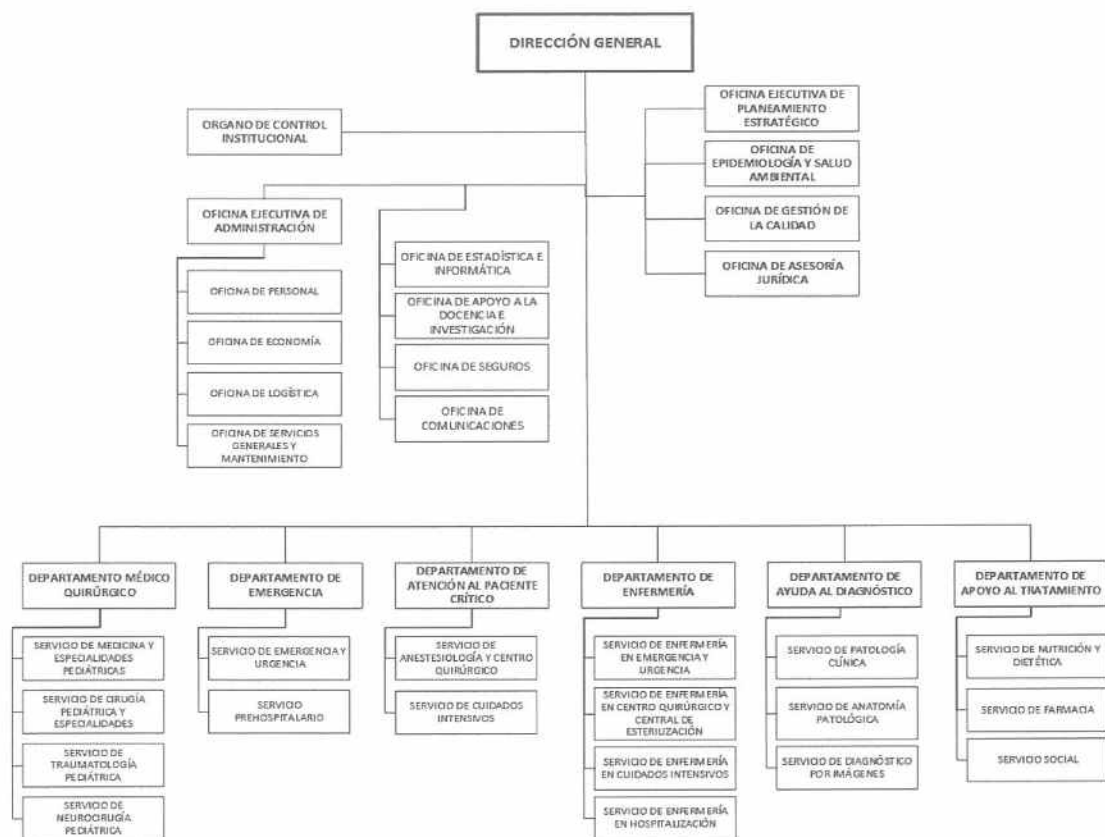 DIRECCIÓN GENERAL
ORGANO DE CONTROL
INSTITUCIONAL
OFICINA EJECUTIVA DE
PLANEAMIENTO
ESTRATÉGICO
OFICINA DE
EPIDEMIOLOGÍA Y SALUD
AMBIENTAL
OFICINA DE GESTIÓN DE
LA CALIDAD
OFICINA DE ASESORÍA
JURÍDICA
OFICINA EJECUTIVA DE
ADMINISTRACIÓN
OFICINA DE PERSONAL
OFICINA DE ECONOMÍA
OFICINA DE LOGÍSTICA
OFICINA DE SERVICIOS
GENERALES Y
MANTENIMIENTO
OFICINA DE ESTADÍSTICA E
INFORMÁTICA
OFICINA DE APOYO A LA
DOCENCIA E
INVESTIGACIÓN
OFICINA DE SEGUROS
OFICINA DE
COMUNICACIONES
DEPARTAMENTO MÉDICO
QUIRÚRGICO
SERVICIO DE MEDICINA Y
ESPECIALIDADES
PEDIÁTRICAS
SERVICIO DE CIRUGÍA
PEDIÁTRICA Y
ESPECIALIDADES
SERVICIO DE
TRAUMATOLOGÍA
PEDIÁTRICA
SERVICIO DE
NEUROCIRUGÍA
PEDIÁTRICA
DEPARTAMENTO DE
EMERGENCIA
SERVICIO DE EMERGENCIA Y
URGENCIA
SERVICIO
PREHOSPITALARIO
DEPARTAMENTO DE
ATENCIÓN AL PACIENTE
CRÍTICO
SERVICIO DE
ANESTESIOLOGÍA Y CENTRO
QUIRÚRGICO
SERVICIO DE CUIDADOS
INTENSIVOS
DEPARTAMENTO DE
ENFERMERÍA
SERVICIO DE ENFERMERÍA
EN EMERGENCIA Y
URGENCIA
SERVICIO DE ENFERMERÍA
EN CENTRO QUIRÚRGICO Y
CENTRAL DE
ESTERILIZACIÓN
SERVICIO DE ENFERMERÍA
EN CUIDADOS INTENSIVOS
SERVICIO DE ENFERMERÍA
EN HOSPITALIZACIÓN
DEPARTAMENTO DE
AYUDA AL DIAGNÓSTICO
SERVICIO DE PATOLOGÍA
CLÍNICA
SERVICIO DE ANATOMÍA
PATOLÓGICA
SERVICIO DE DIAGNÓSTICO
POR IMÁGENES
DEPARTAMENTO DE
APOYO AL TRATAMIENTO
SERVICIO DE NUTRICIÓN Y
DIETÉTICA
SERVICIO DE FARMACIA
SERVICIO SOCIAL